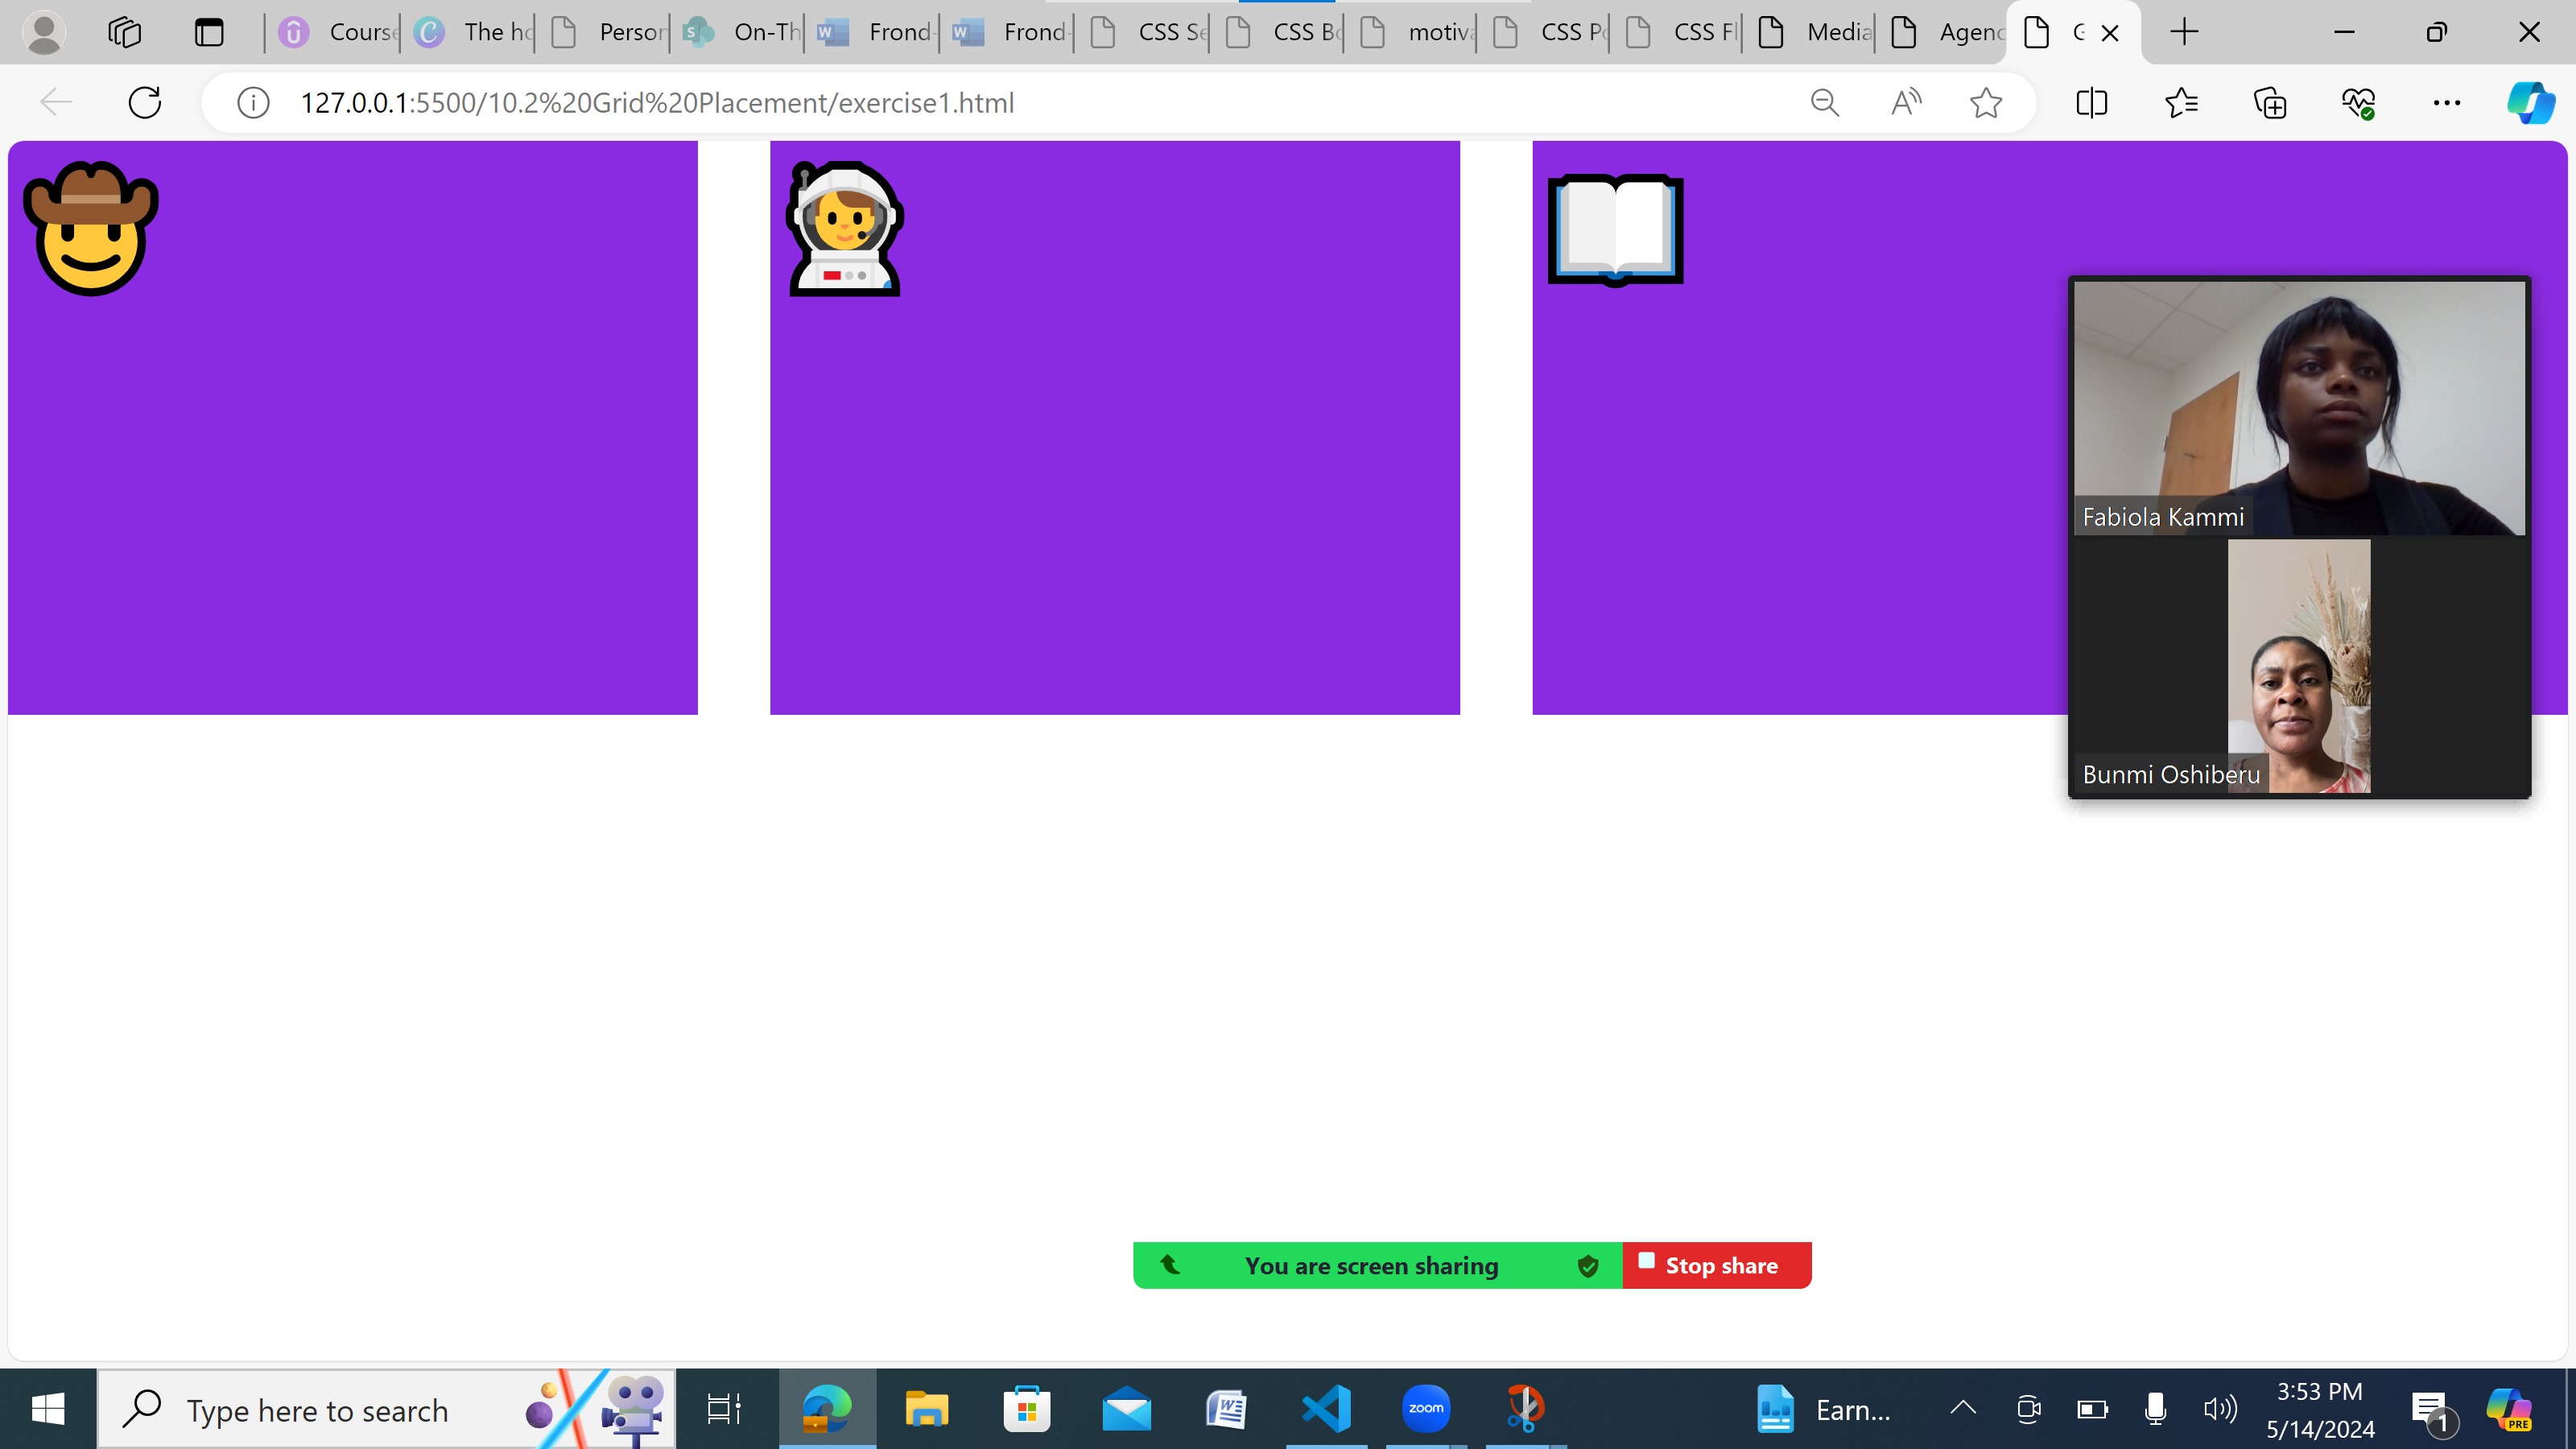 Course
The ho
Person
On-Th
Frond-
Frond-
CSS Se
CSS Bo
motiva
CSS Po
CSS Fl
Media
Agenc
G
127.0.0.1:5500/10.2%20Grid%20Placement/exercise1.html
Fabiola Kammi
Bunmi Oshiberu
You are screen sharing
Stop share
Type here to search
zoom
Earn...
3:53 PM
5/14/2024
1
PRE